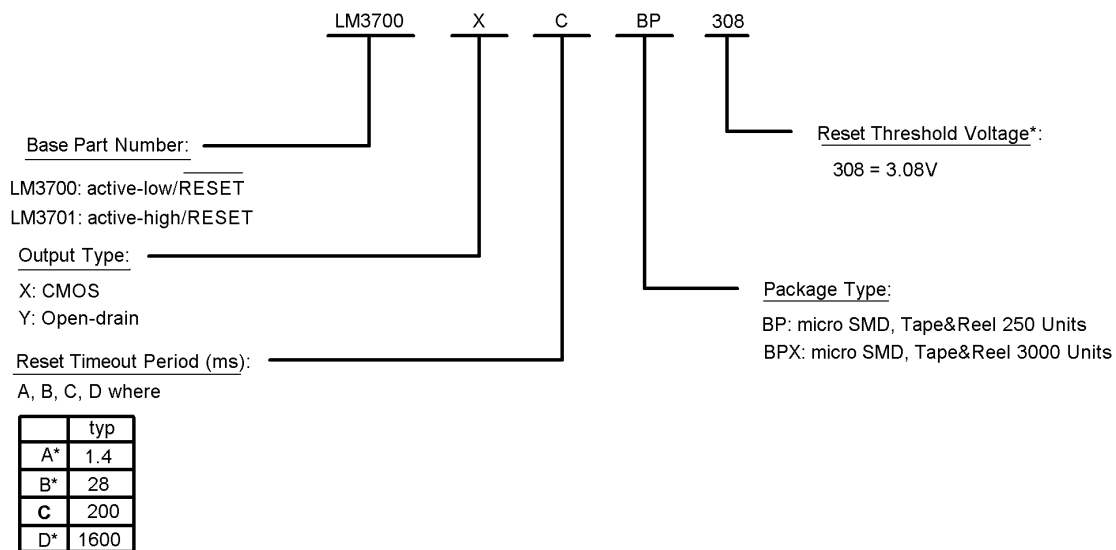 LM3700 X C BP 308
Base Part Number:
LM3700: active-low/RESET
LM3701: active-high/RESET
Output Type:
X: CMOS
Y: Open-drain
Reset Timeout Period (ms):
A, B, C, D where
typ
A* 1.4
B* 28
C 200
D* 1600
Reset Threshold Voltage*:
308 = 3.08V
Package Type:
BP: micro SMD, Tape&Reel 250 Units
BPX: micro SMD, Tape&Reel 3000 Units